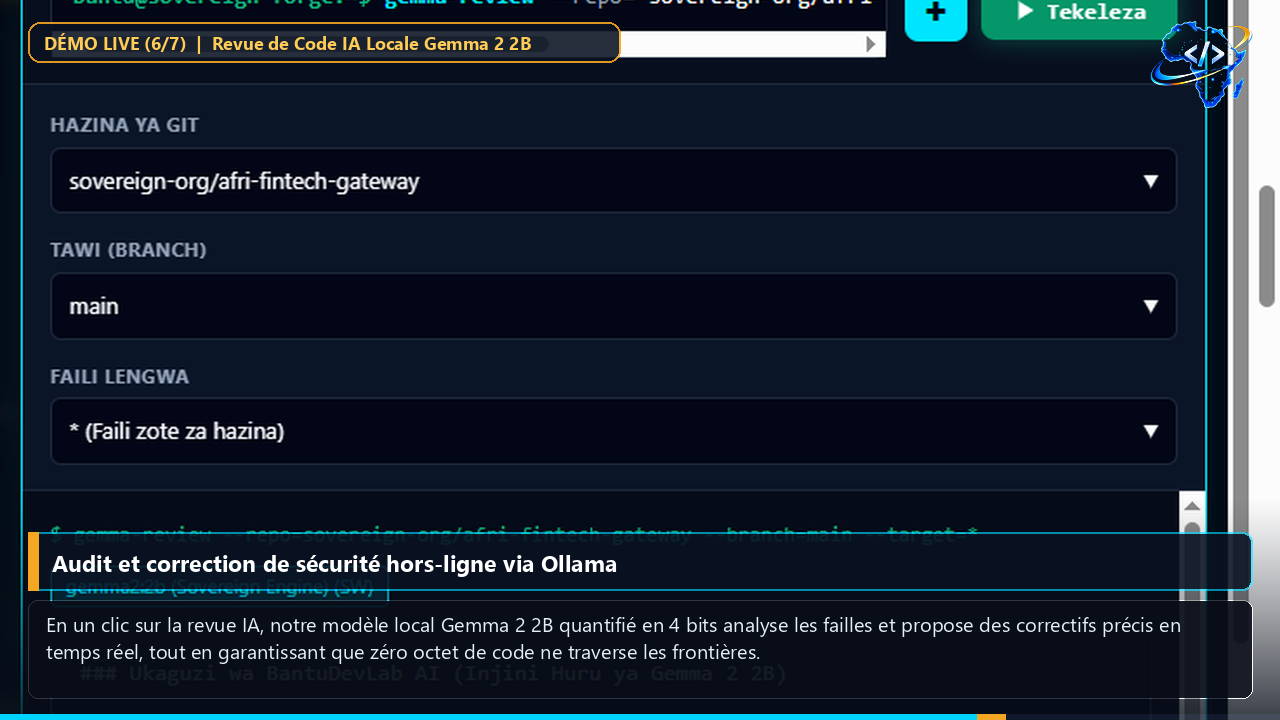 bantu@sovereign-forge:~$ gemma review --repo= sovereign-org/afri
+
▶ Tekeleza
DÉMO LIVE (6/7) | Revue de Code IA Locale Gemma 2 2B
</>
HAZINA YA GIT
sovereign-org/afri-fintech-gateway
TAWI (BRANCH)
main
FAILI LENGWA
* (Faili zote za hazina)
$ gemma review --repo=sovereign-org/afri-fintech-gateway --branch=main --target=*
Audit et correction de sécurité hors-ligne via Ollama
gemma2:2b (Sovereign Engine) (SW)
En un clic sur la revue IA, notre modèle local Gemma 2 2B quantifié en 4 bits analyse les failles et propose des correctifs précis en
temps réel, tout en garantissant que zéro octet de code ne traverse les frontières.
### Ukaguzi wa BantuDevLab AI (Injini Huru ya Gemma 2 2B)